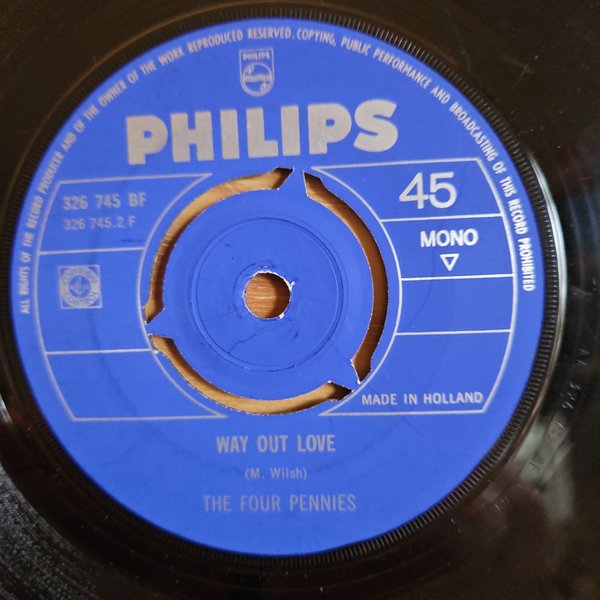 ALL RIGHTS OF THE RECORD PRODUCER AND OF THE OWNER OF THE WORK REPRODUCED RESERVED. COPYING, PUBLIC PERFORMANCE AND BROADCASTING OF THIS RECORD PROHIBITED
PHILIPS
PHILIPS
326 745 BF
326 745.2 F
45
MONO
MADE IN HOLLAND
WAY OUT LOVE
(M. Wilsh)
THE FOUR PENNIES